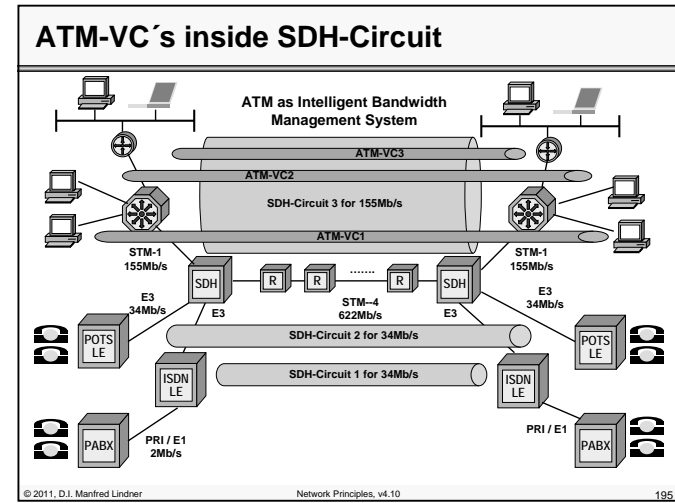 ATM-VC´s inside SDH-Circuit
ATM as Intelligent Bandwidth
Management System
ATM-VC3
ATM-VC2
SDH-Circuit 3 for 155Mb/s
ATM-VC1
STM-1
155Mb/s
STM-1
155Mb/s
SDH
R
R
.......
R
SDH
STM--4
622Mb/s
E3
34Mb/s
E3
E3
E3
34Mb/s
SDH-Circuit 2 for 34Mb/s
POTS
LE
POTS
LE
SDH-Circuit 1 for 34Mb/s
ISDN
LE
ISDN
LE
PABX
PRI / E1
2Mb/s
PRI / E1
PABX
© 2011, D.I. Manfred Lindner
Network Principles, v4.10
195